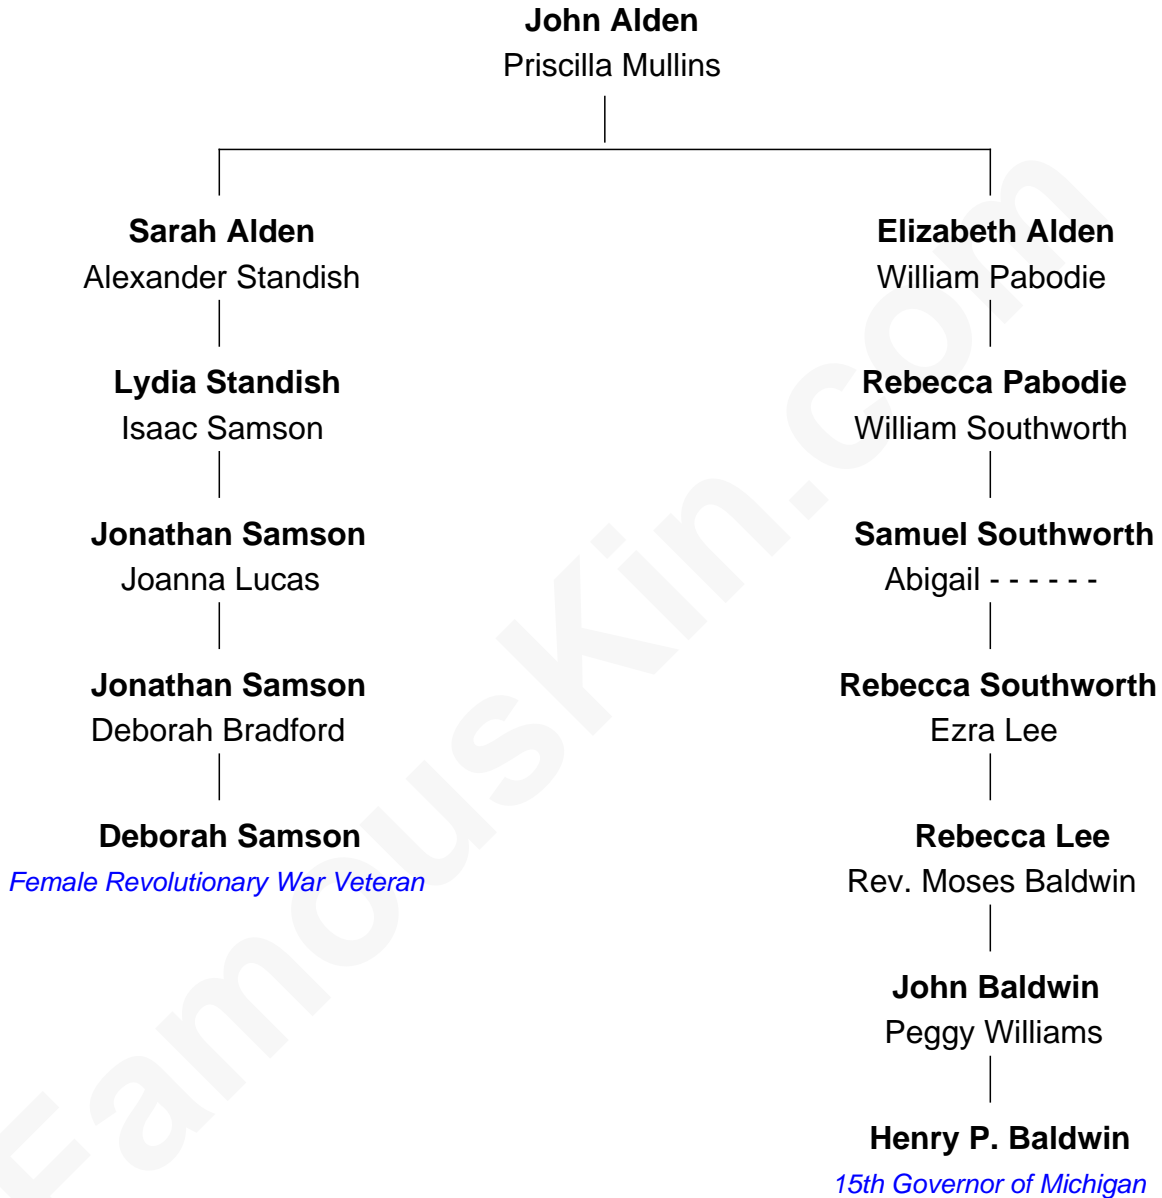 John Alden
Priscilla Mullins
Sarah Alden
Alexander Standish
Lydia Standish
Isaac Samson
Jonathan Samson
Joanna Lucas
Jonathan Samson
Deborah Bradford
Deborah Samson
Female Revolutionary War Veteran
Elizabeth Alden
William Pabodie
Rebecca Pabodie
William Southworth
Samuel Southworth
Abigail - - - - - -
Rebecca Southworth
Ezra Lee
Rebecca Lee
Rev. Moses Baldwin
John Baldwin
Peggy Williams
Henry P. Baldwin
15th Governor of Michigan
FamousKin.com